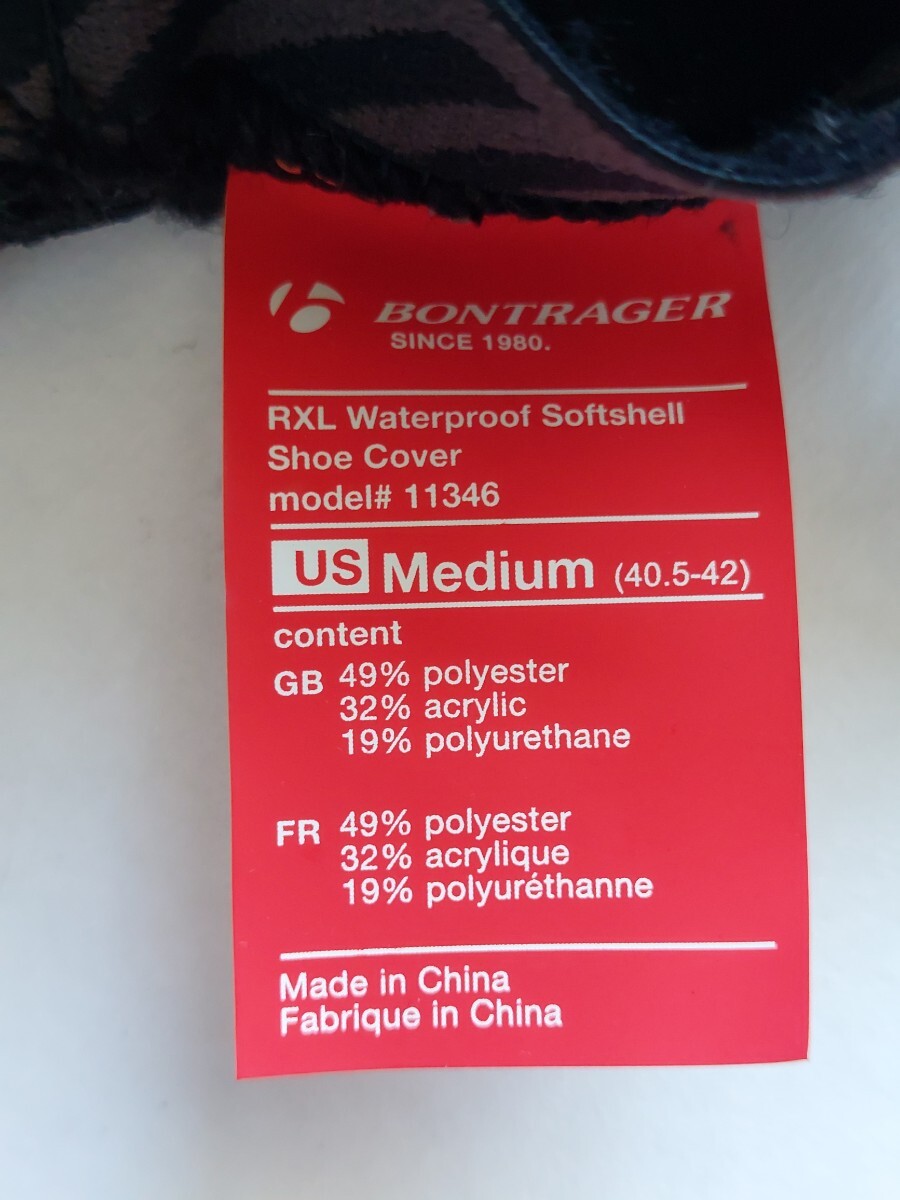 BONTRAGER
SINCE 1980.
RXL Waterproof Softshell
Shoe Cover
model# 11346
US Medium (40.5-42)
content
GB 49% polyester
32% acrylic
19% polyurethane
FR 49% polyester
32% acrylique
19% polyuréthanne
Made in China
Fabrique in China